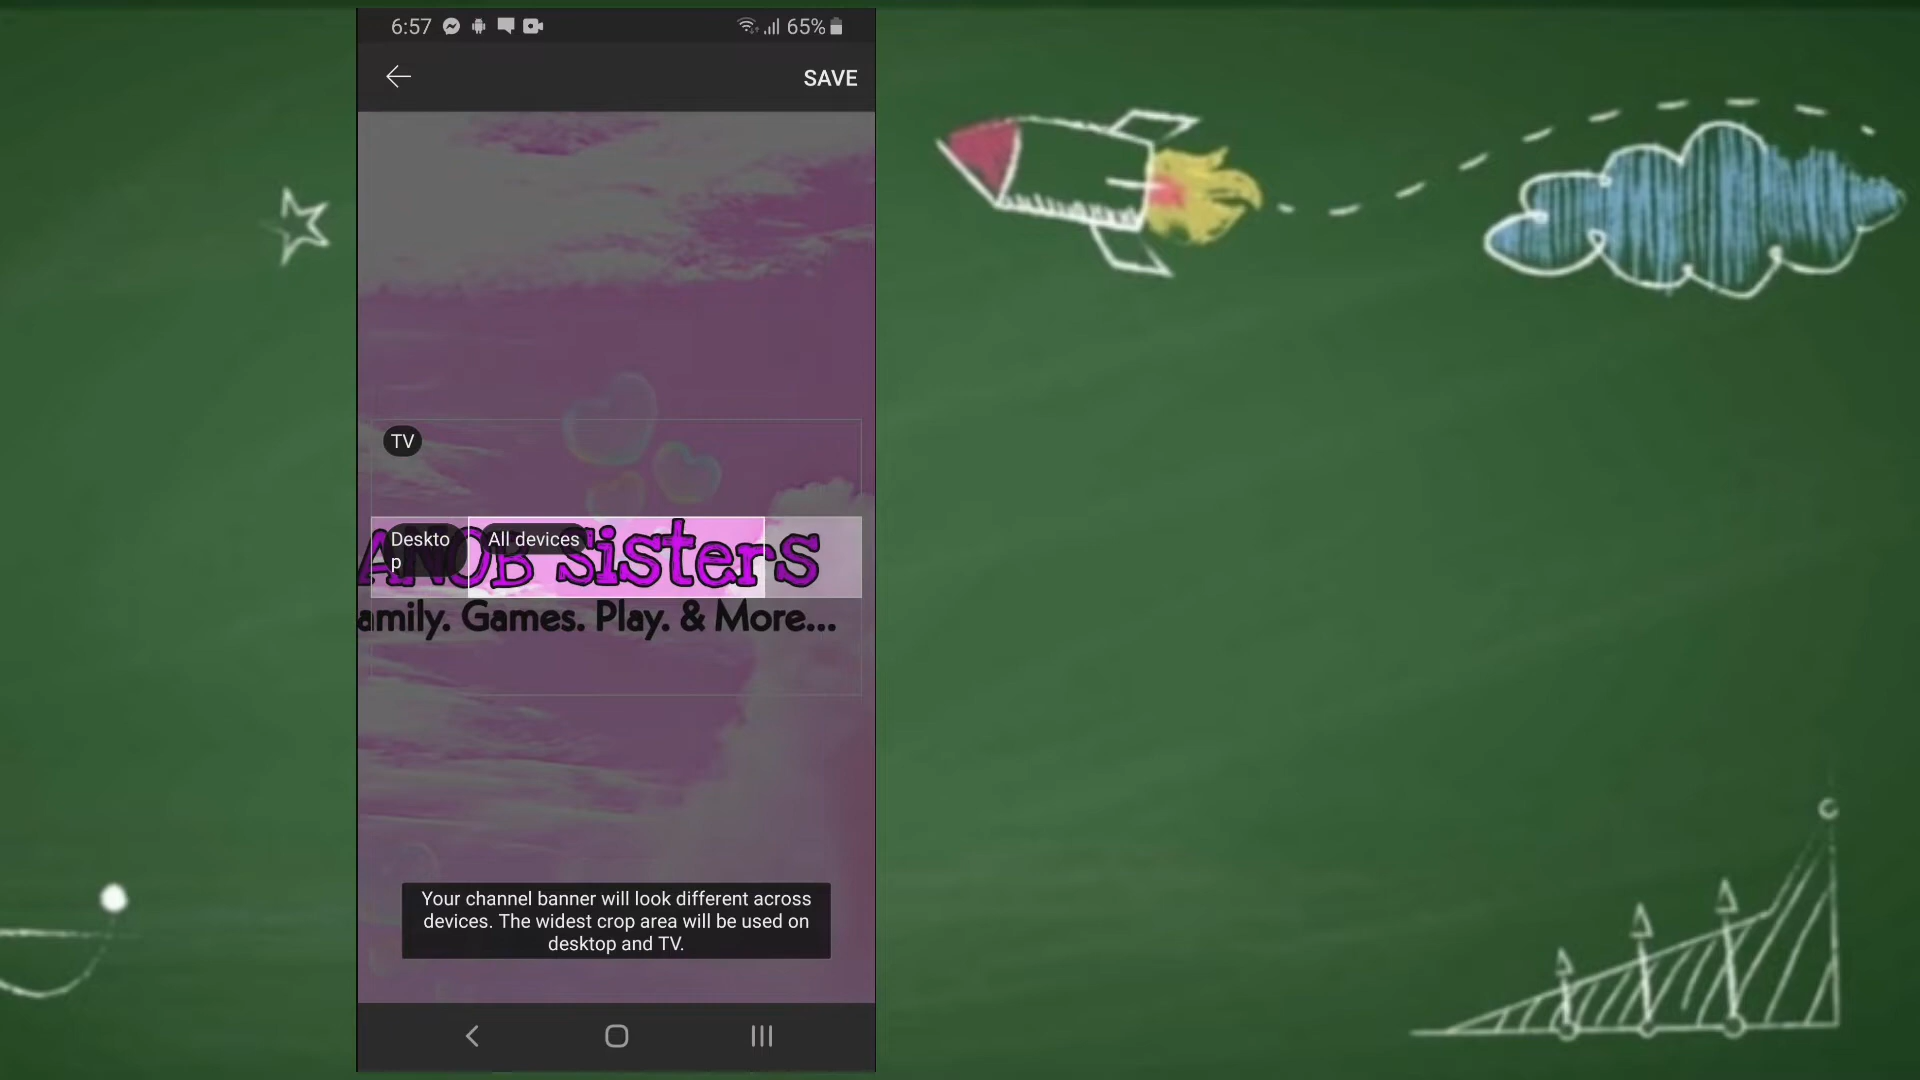 6:57 65%
SAVE
TV
Deskto
p
All devices
ANOB Sisters
amily. Games. Play. & More...
Your channel banner will look different across
devices. The widest crop area will be used on
desktop and TV.